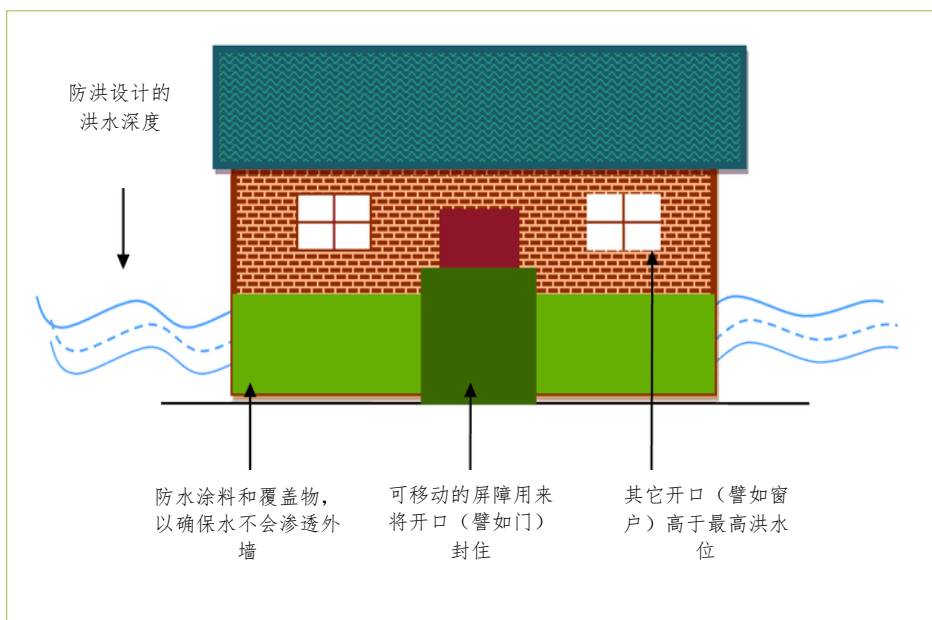 防洪设计的
洪水深度
防水涂料和覆盖物，
以确保水不会渗透外
墙
可移动的屏障用来
将开口（譬如门）
封住
其它开口（譬如窗
户）高于最高洪水
位